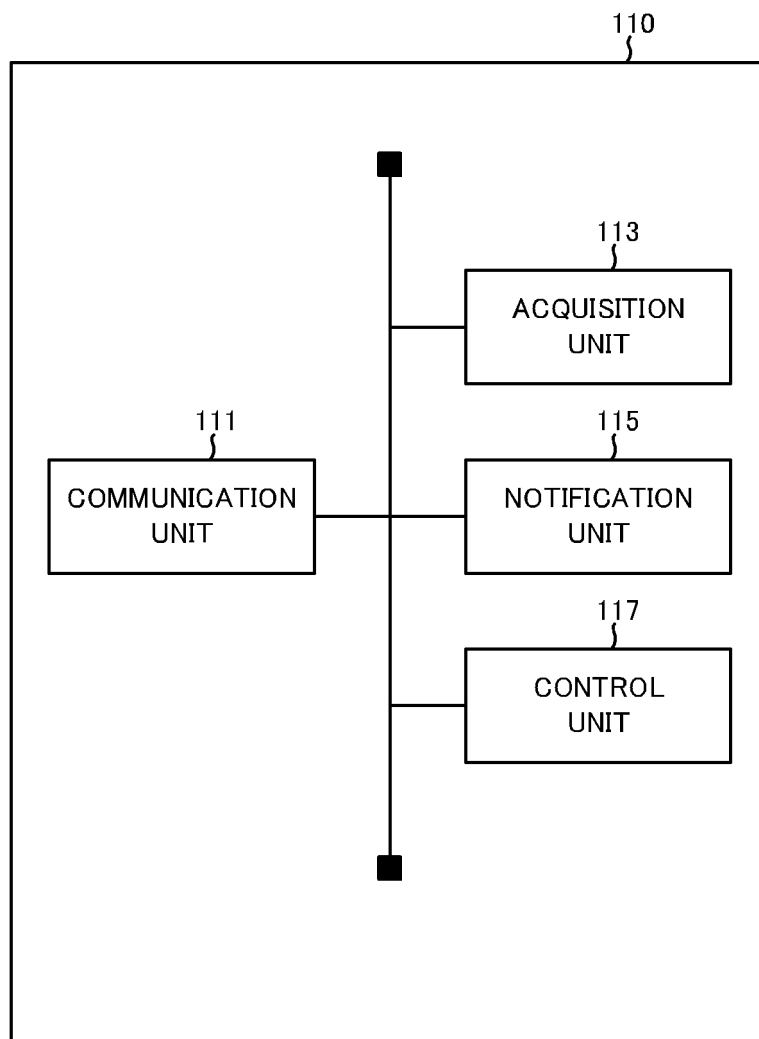 110
113
ACQUISITION
UNIT
111
COMMUNICATION
UNIT
115
NOTIFICATION
UNIT
117
CONTROL
UNIT